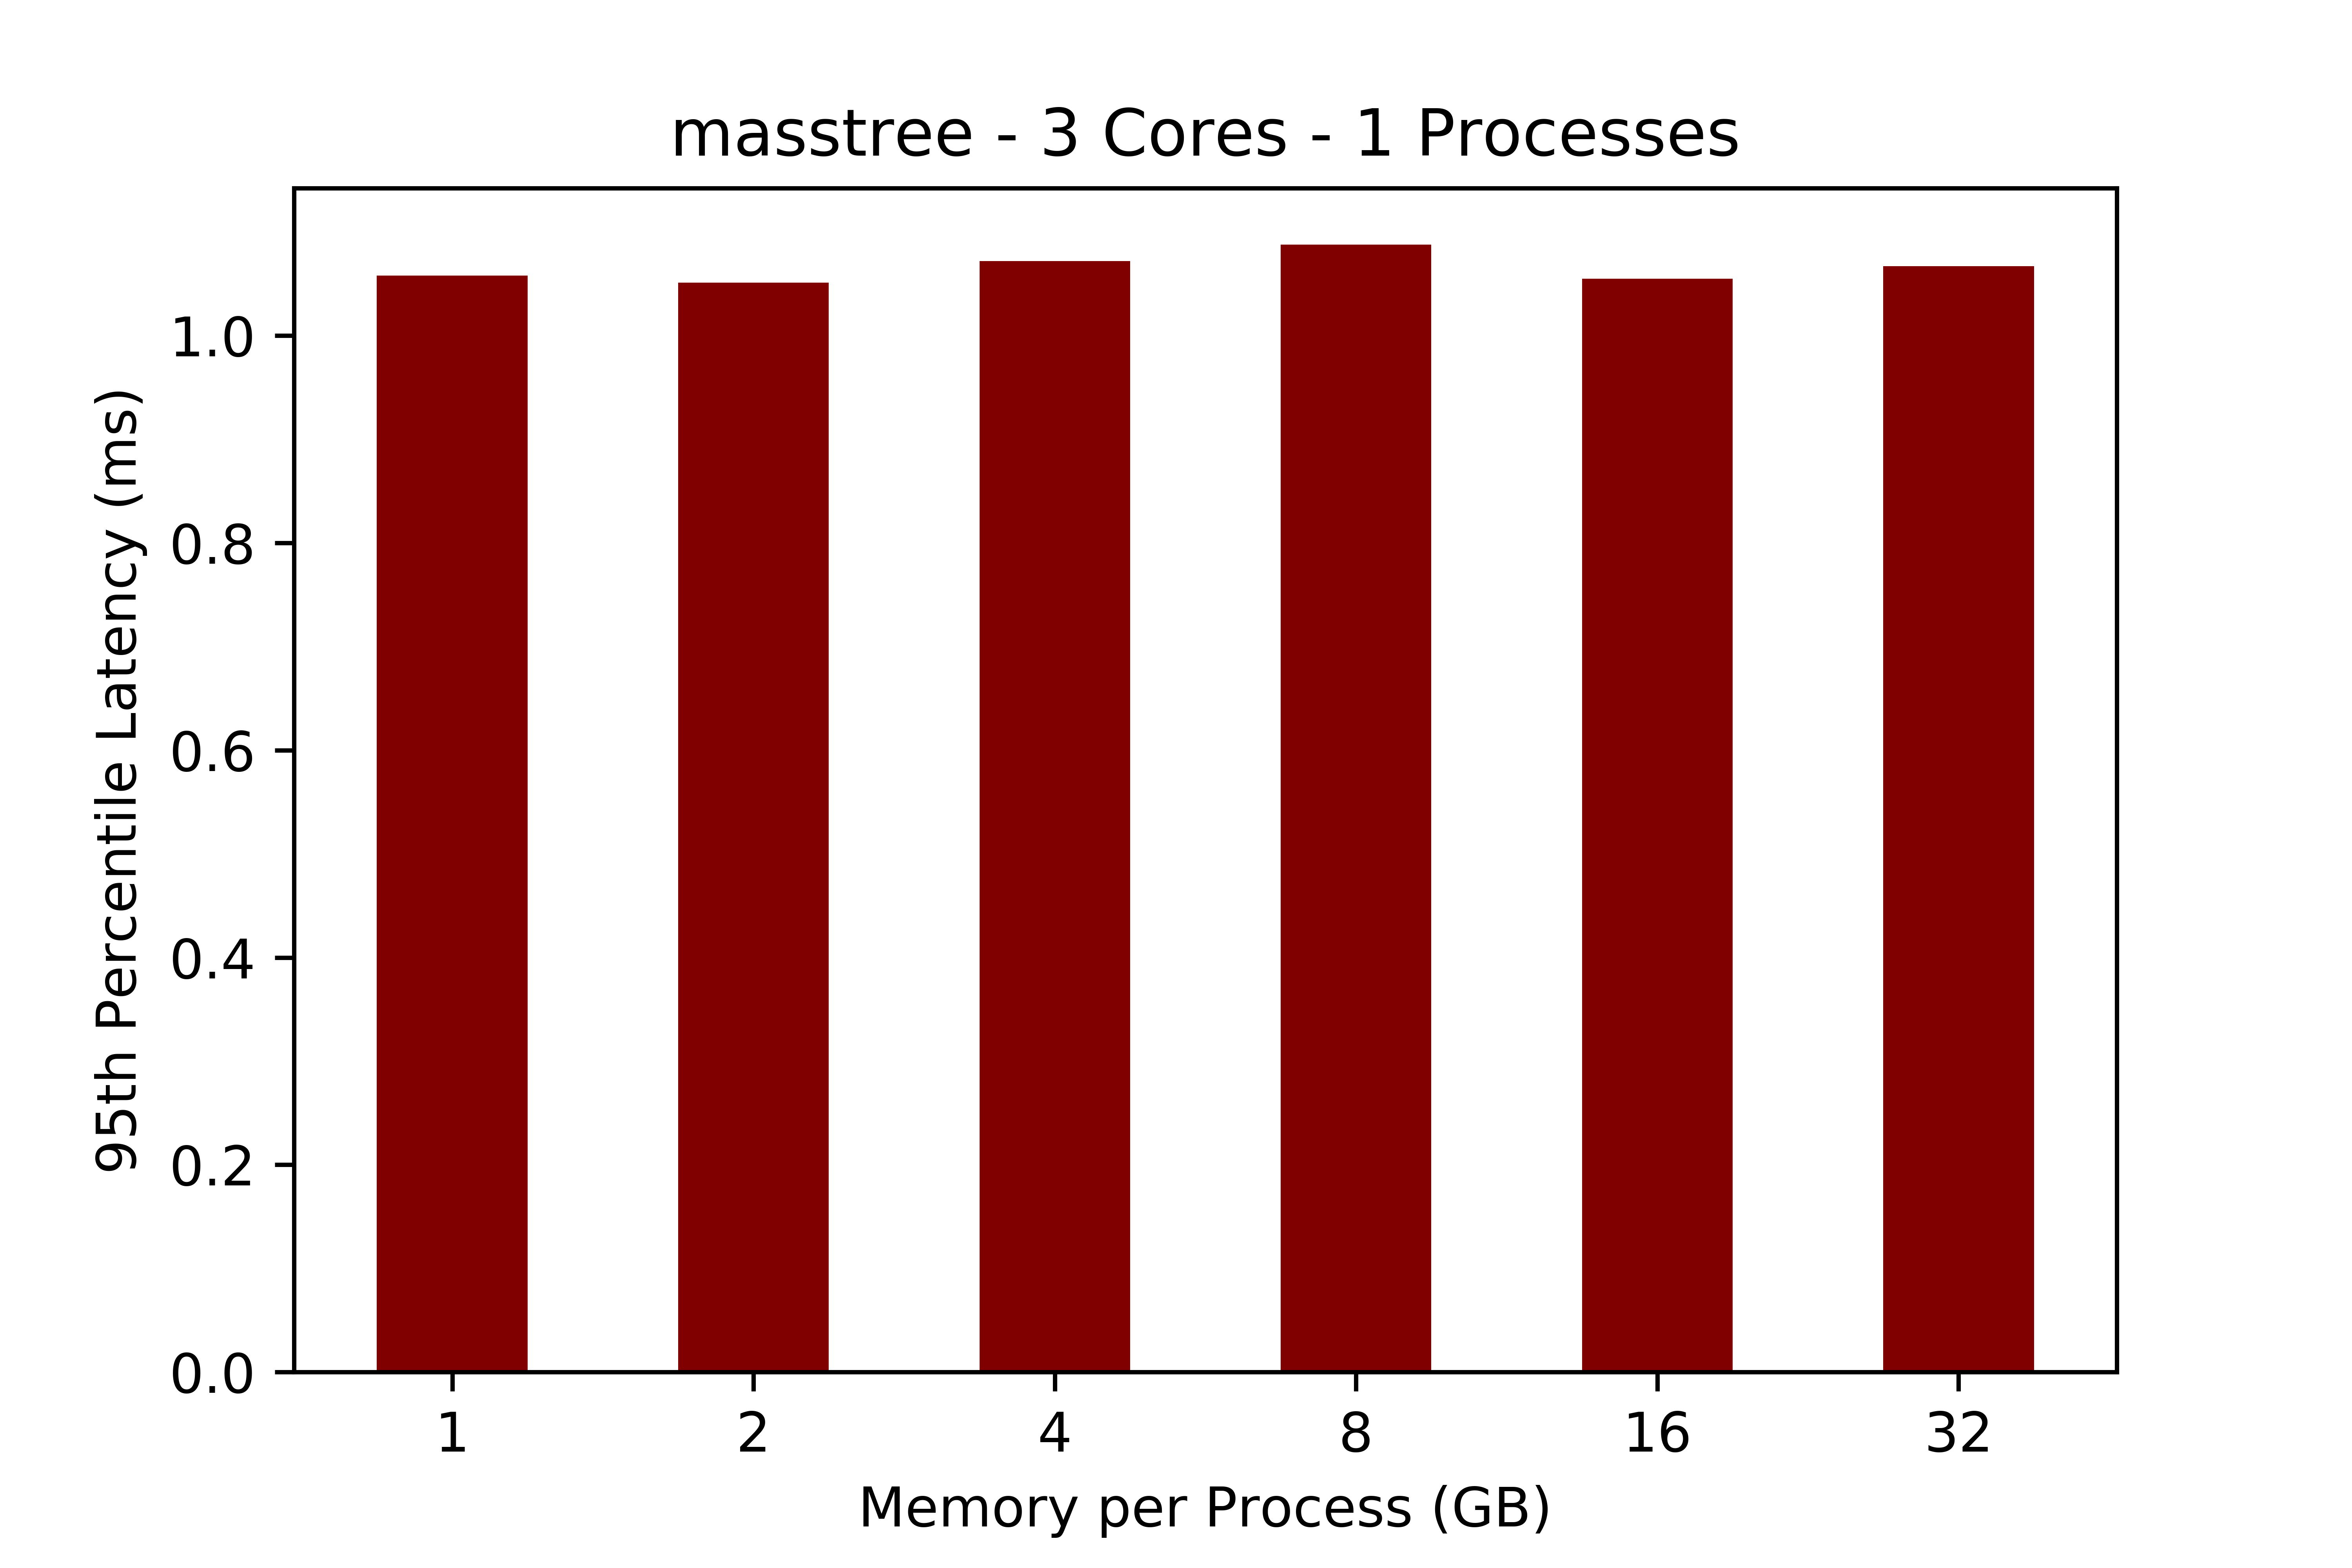 masstree - 3 Cores - 1 Processes
95th Percentile Latency (ms)
1.0
0.8
0.6
0.4
0.2
0.0
1 2 4 8 16 32
Memory per Process (GB)